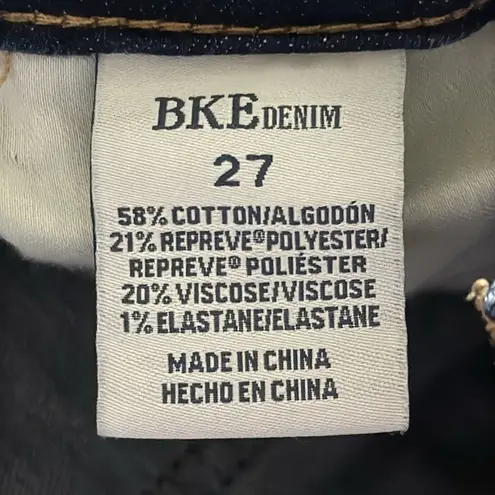 BKE DENIM
27
58% COTTON/ALGODÓN
21% REPREVE® POLYESTER/
REPREVE® POLIÉSTER
20% VISCOSE/VISCOSE
1% ELASTANE/ELASTANE
MADE IN CHINA
HECHO EN CHINA